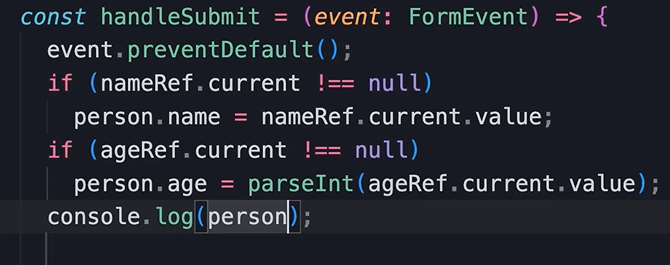 const handleSubmit = (event: FormEvent) => {
event.preventDefault();
if (nameRef.current !== null)
person.name = nameRef.current.value;
if (ageRef.current !== null)
person.age = parseInt(ageRef.current.value);
console.log(person);